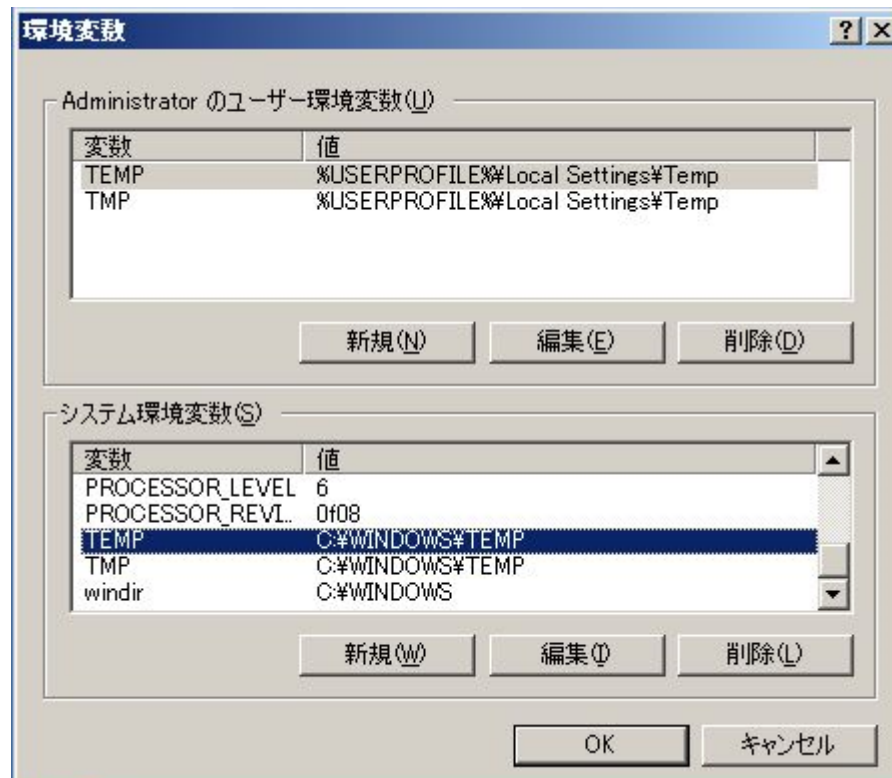 環境変数
Administrator のユーザー環境変数(U)
変数 値
TEMP %USERPROFILE%¥Local Settings¥Temp
TMP %USERPROFILE%¥Local Settings¥Temp
新規(N) 編集(E) 削除(D)
システム環境変数(S)
変数 値
PROCESSOR_LEVEL 6
PROCESSOR_REVI... 0f08
TEMP C:¥WINDOWS¥TEMP
TMP C:¥WINDOWS¥TEMP
windir C:¥WINDOWS
新規(W) 編集(I) 削除(L)
OK キャンセル